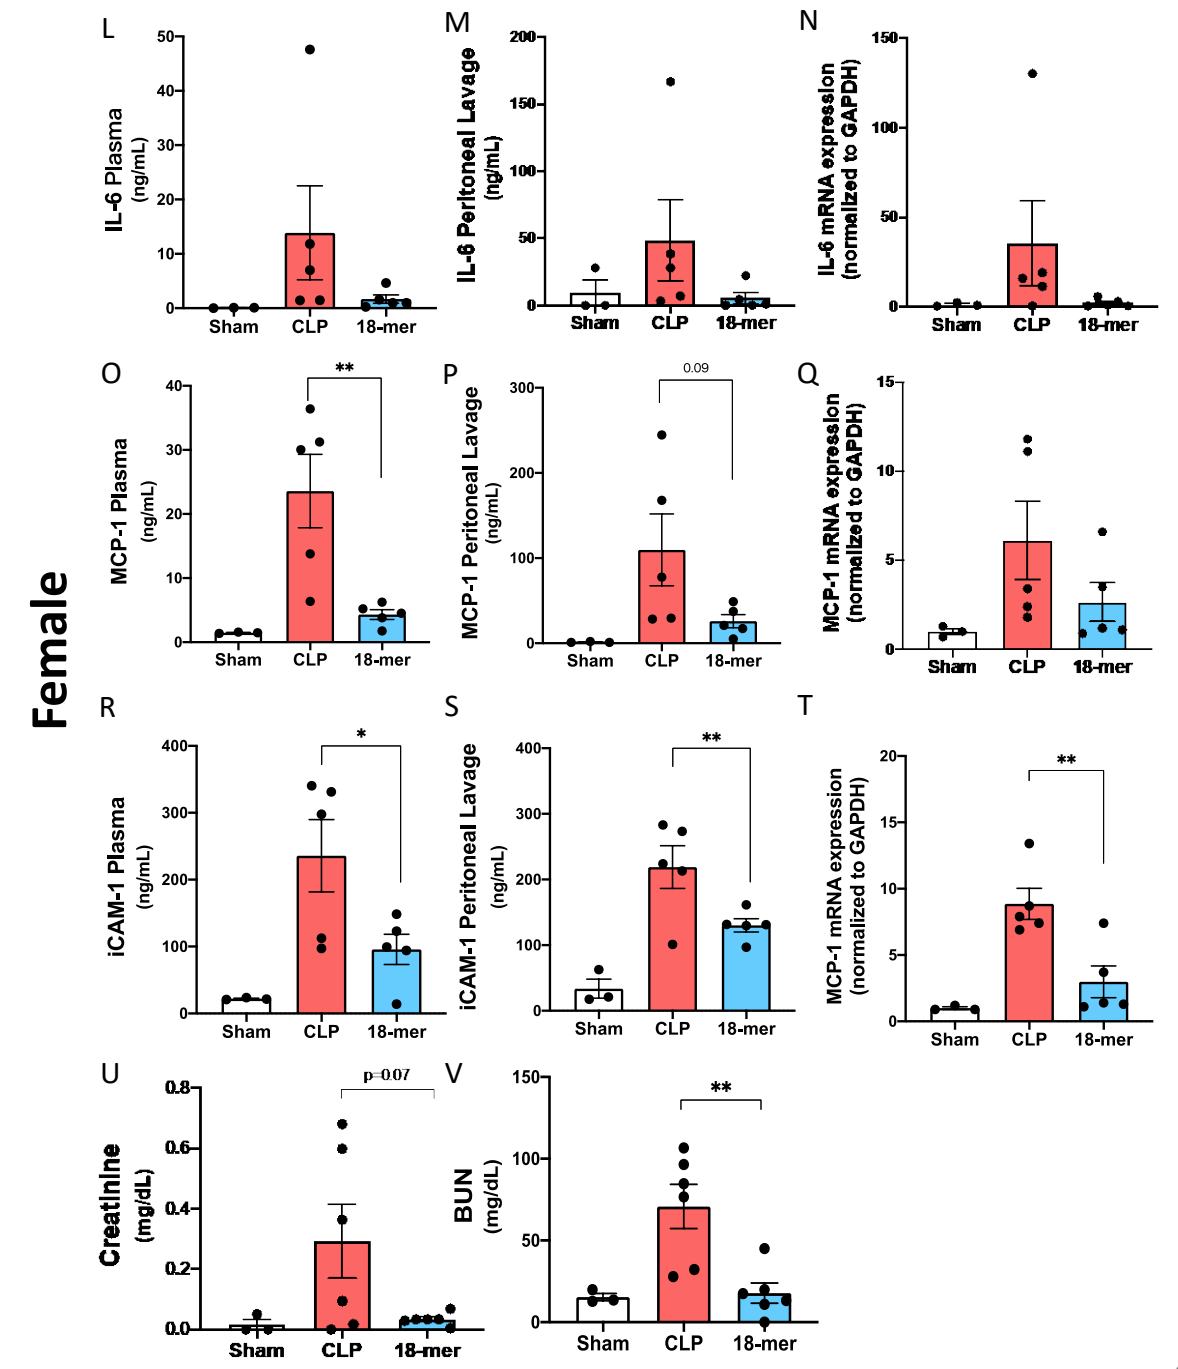 Female
L
IL-6 Plasma
(ng/mL)
50
40
30
20
10
0
Sham CLP 18-mer
M
IL-6 Peritoneal Lavage
(ng/mL)
200
150
100
50
0
Sham CLP 18-mer
N
IL-6 mRNA expression
(normalized to GAPDH)
150
100
50
0
Sham CLP 18-mer
O
MCP-1 Plasma
(ng/mL)
40
30
20
10
0
**
Sham CLP 18-mer
P
MCP-1 Peritoneal Lavage
(ng/mL)
300
200
100
0
0.09
Sham CLP 18-mer
Q
MCP-1 mRNA expression
(normalized to GAPDH)
15
10
5
0
Sham CLP 18-mer
R
iCAM-1 Plasma
(ng/mL)
400
300
200
100
0
*
Sham CLP 18-mer
S
iCAM-1 Peritoneal Lavage
(ng/mL)
400
300
200
100
0
**
Sham CLP 18-mer
T
MCP-1 mRNA expression
(normalized to GAPDH)
20
15
10
5
0
**
Sham CLP 18-mer
U
Creatinine
(mg/dL)
0.8
0.6
0.4
0.2
0.0
p=0.07
Sham CLP 18-mer
V
BUN
(mg/dL)
150
100
50
0
**
Sham CLP 18-mer